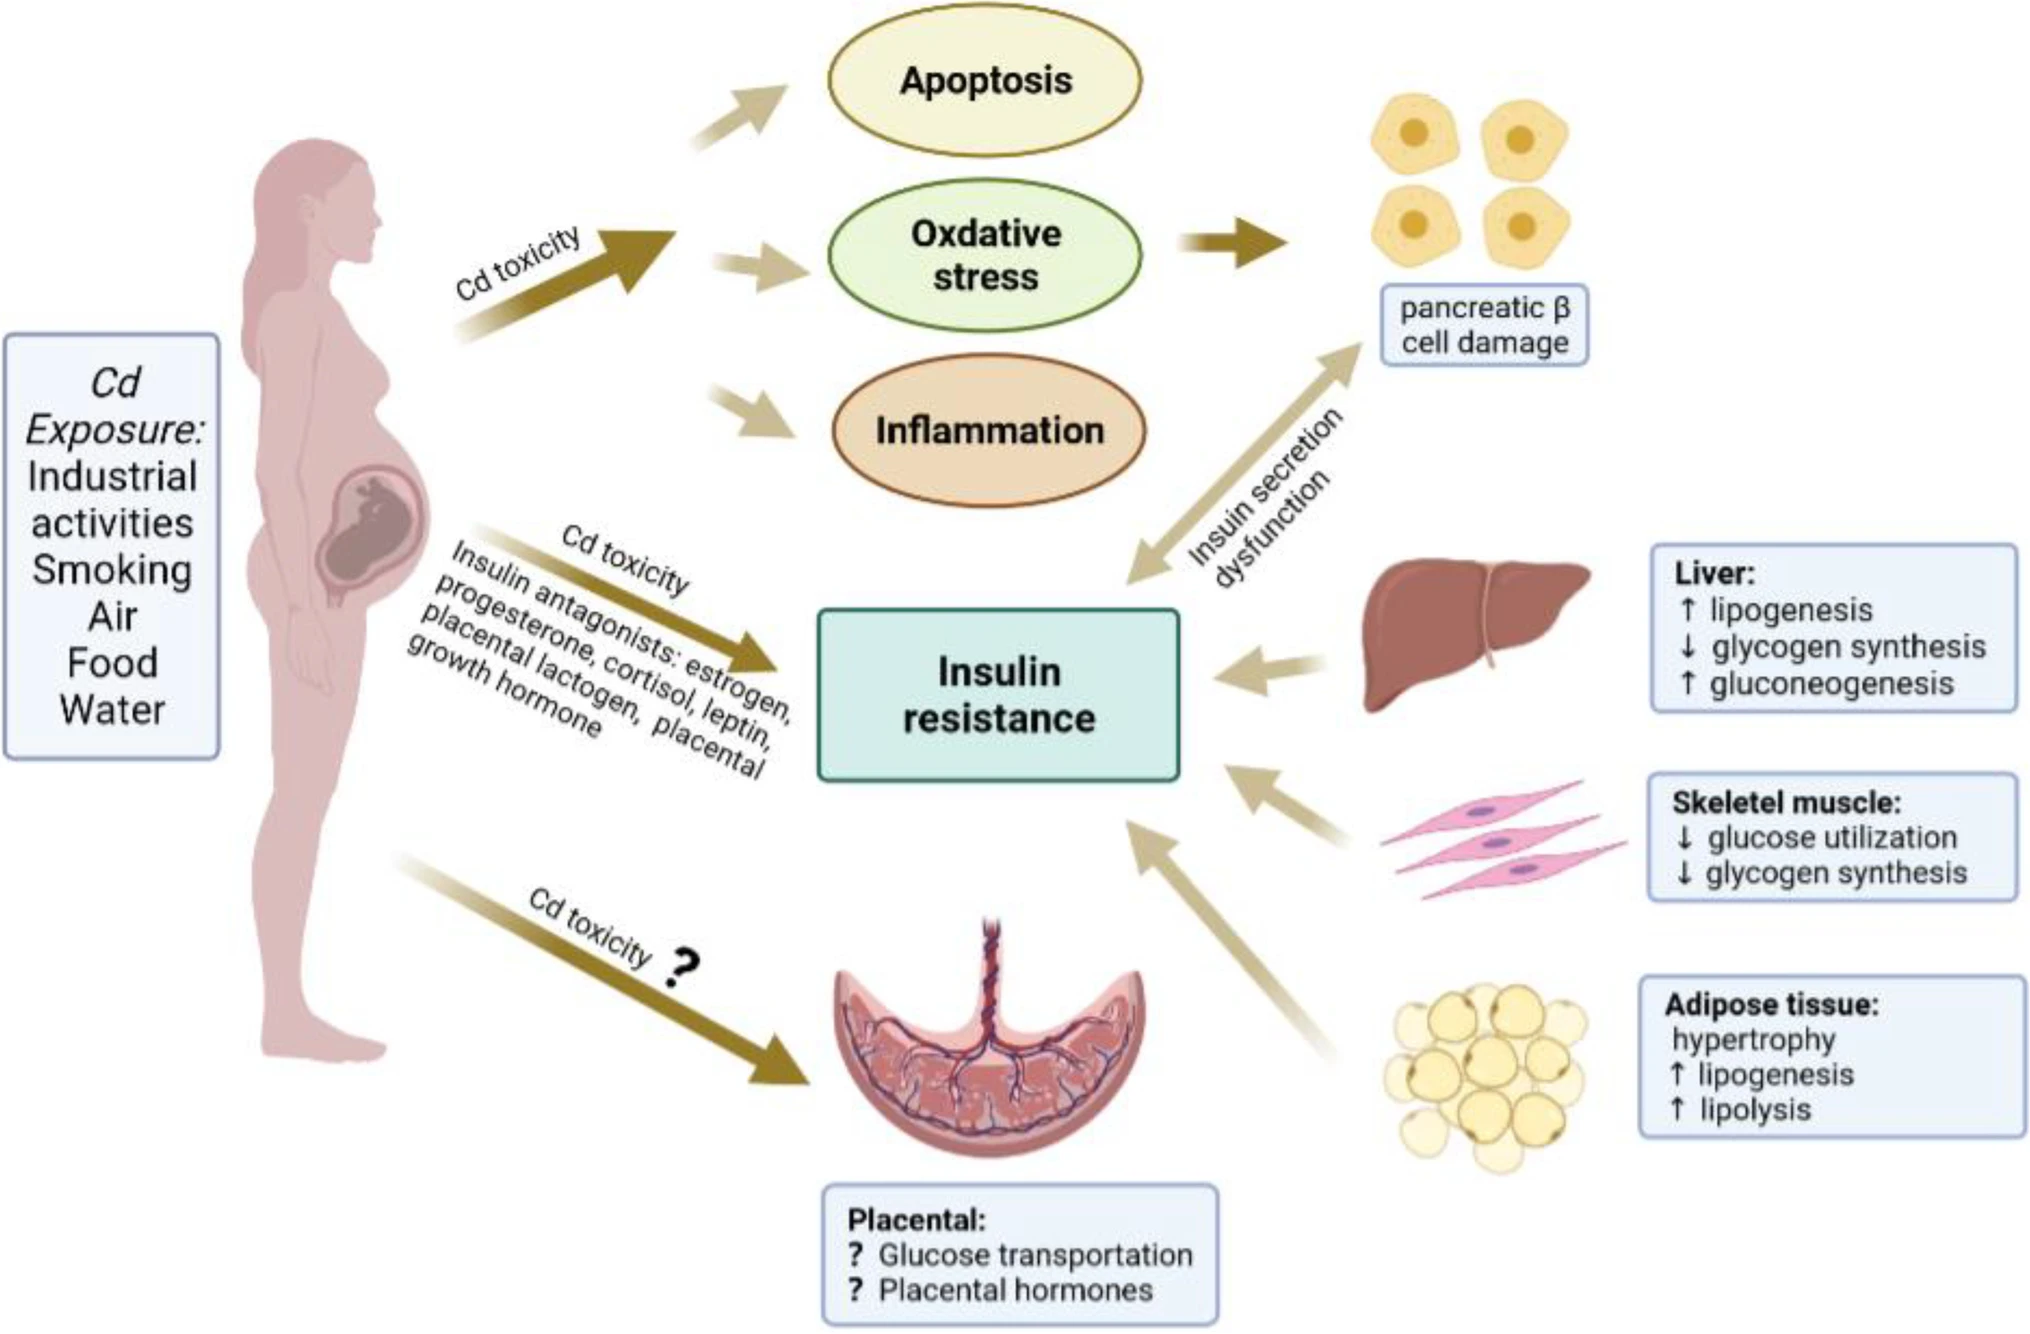 Cd
Exposure:
Industrial
activities
Smoking
Air
Food
Water
Cd toxicity
Apoptosis
Oxdative
stress
Inflammation
pancreatic β
cell damage
Insuin secretion
dysfunction
Cd toxicity
Insulin antagonists: estrogen,
progesterone, cortisol, leptin,
placental lactogen, placental
growth hormone
Insulin
resistance
Liver:
↑ lipogenesis
↓ glycogen synthesis
↑ gluconeogenesis
Skeletel muscle:
↓ glucose utilization
↓ glycogen synthesis
Adipose tissue:
hypertrophy
↑ lipogenesis
↑ lipolysis
Cd toxicity ?
Placental:
? Glucose transportation
? Placental hormones